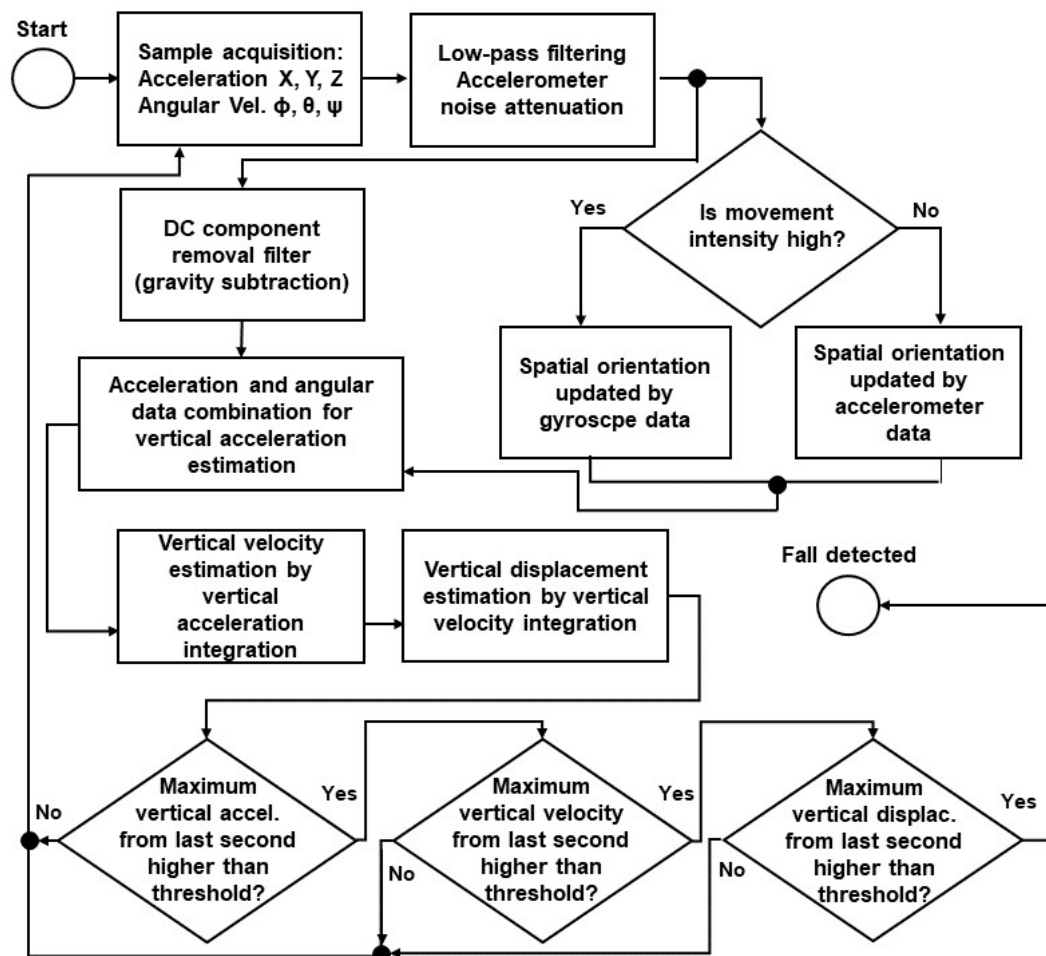 Start
Sample acquisition:
Acceleration X, Y, Z
Angular Vel. ϕ, θ, ψ
Low-pass filtering
Accelerometer
noise attenuation
DC component
removal filter
(gravity subtraction)
Yes
Is movement
intensity high?
No
Acceleration and angular
data combination for
vertical acceleration
estimation
Spatial orientation
updated by
gyroscpe data
Spatial orientation
updated by
accelerometer
data
Vertical velocity
estimation by
vertical
acceleration
integration
Vertical displacement
estimation by vertical
velocity integration
Fall detected
No
Maximum
vertical accel.
from last second
higher than
threshold?
Yes
No
Maximum
vertical velocity
from last second
higher than
threshold?
Yes
No
Maximum
vertical displac.
from last second
higher than
threshold?
Yes